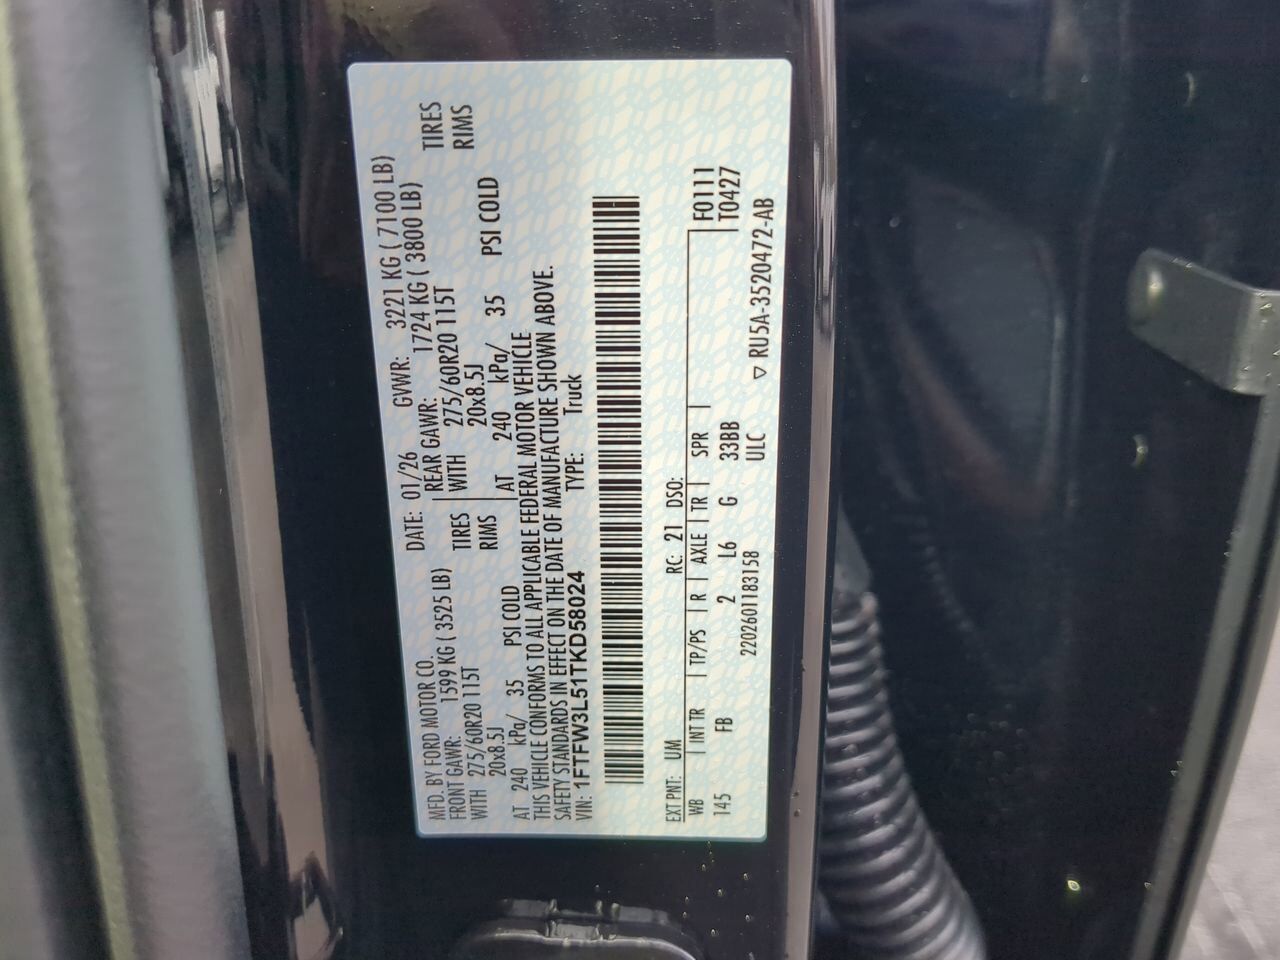 MFD. BY FORD MOTOR CO. DATE: 01/26 GVWR: 3221 KG ( 7100 LB)
FRONT GAWR: 1599 KG ( 3525 LB) REAR GAWR: 1724 KG ( 3800 LB)
WITH 275/60R20 115T TIRES WITH 275/60R20 115T TIRES
20x8.5J RIMS 20x8.5J RIMS
AT 240 kPa/ 35 PSI COLD AT 240 kPa/ 35 PSI COLD
THIS VEHICLE CONFORMS TO ALL APPLICABLE FEDERAL MOTOR VEHICLE
SAFETY STANDARDS IN EFFECT ON THE DATE OF MANUFACTURE SHOWN ABOVE.
VIN: 1FTFW3L51TKD58024 TYPE: Truck
EXT PNT: UM RC: 21 DSO: F0111
WB | INT TR | TP/PS | R | AXLE | TR | SPR | T0427
145 FB 2 L6 G 33BB
2202601183158 ULC ▽ RU5A-3520472-AB